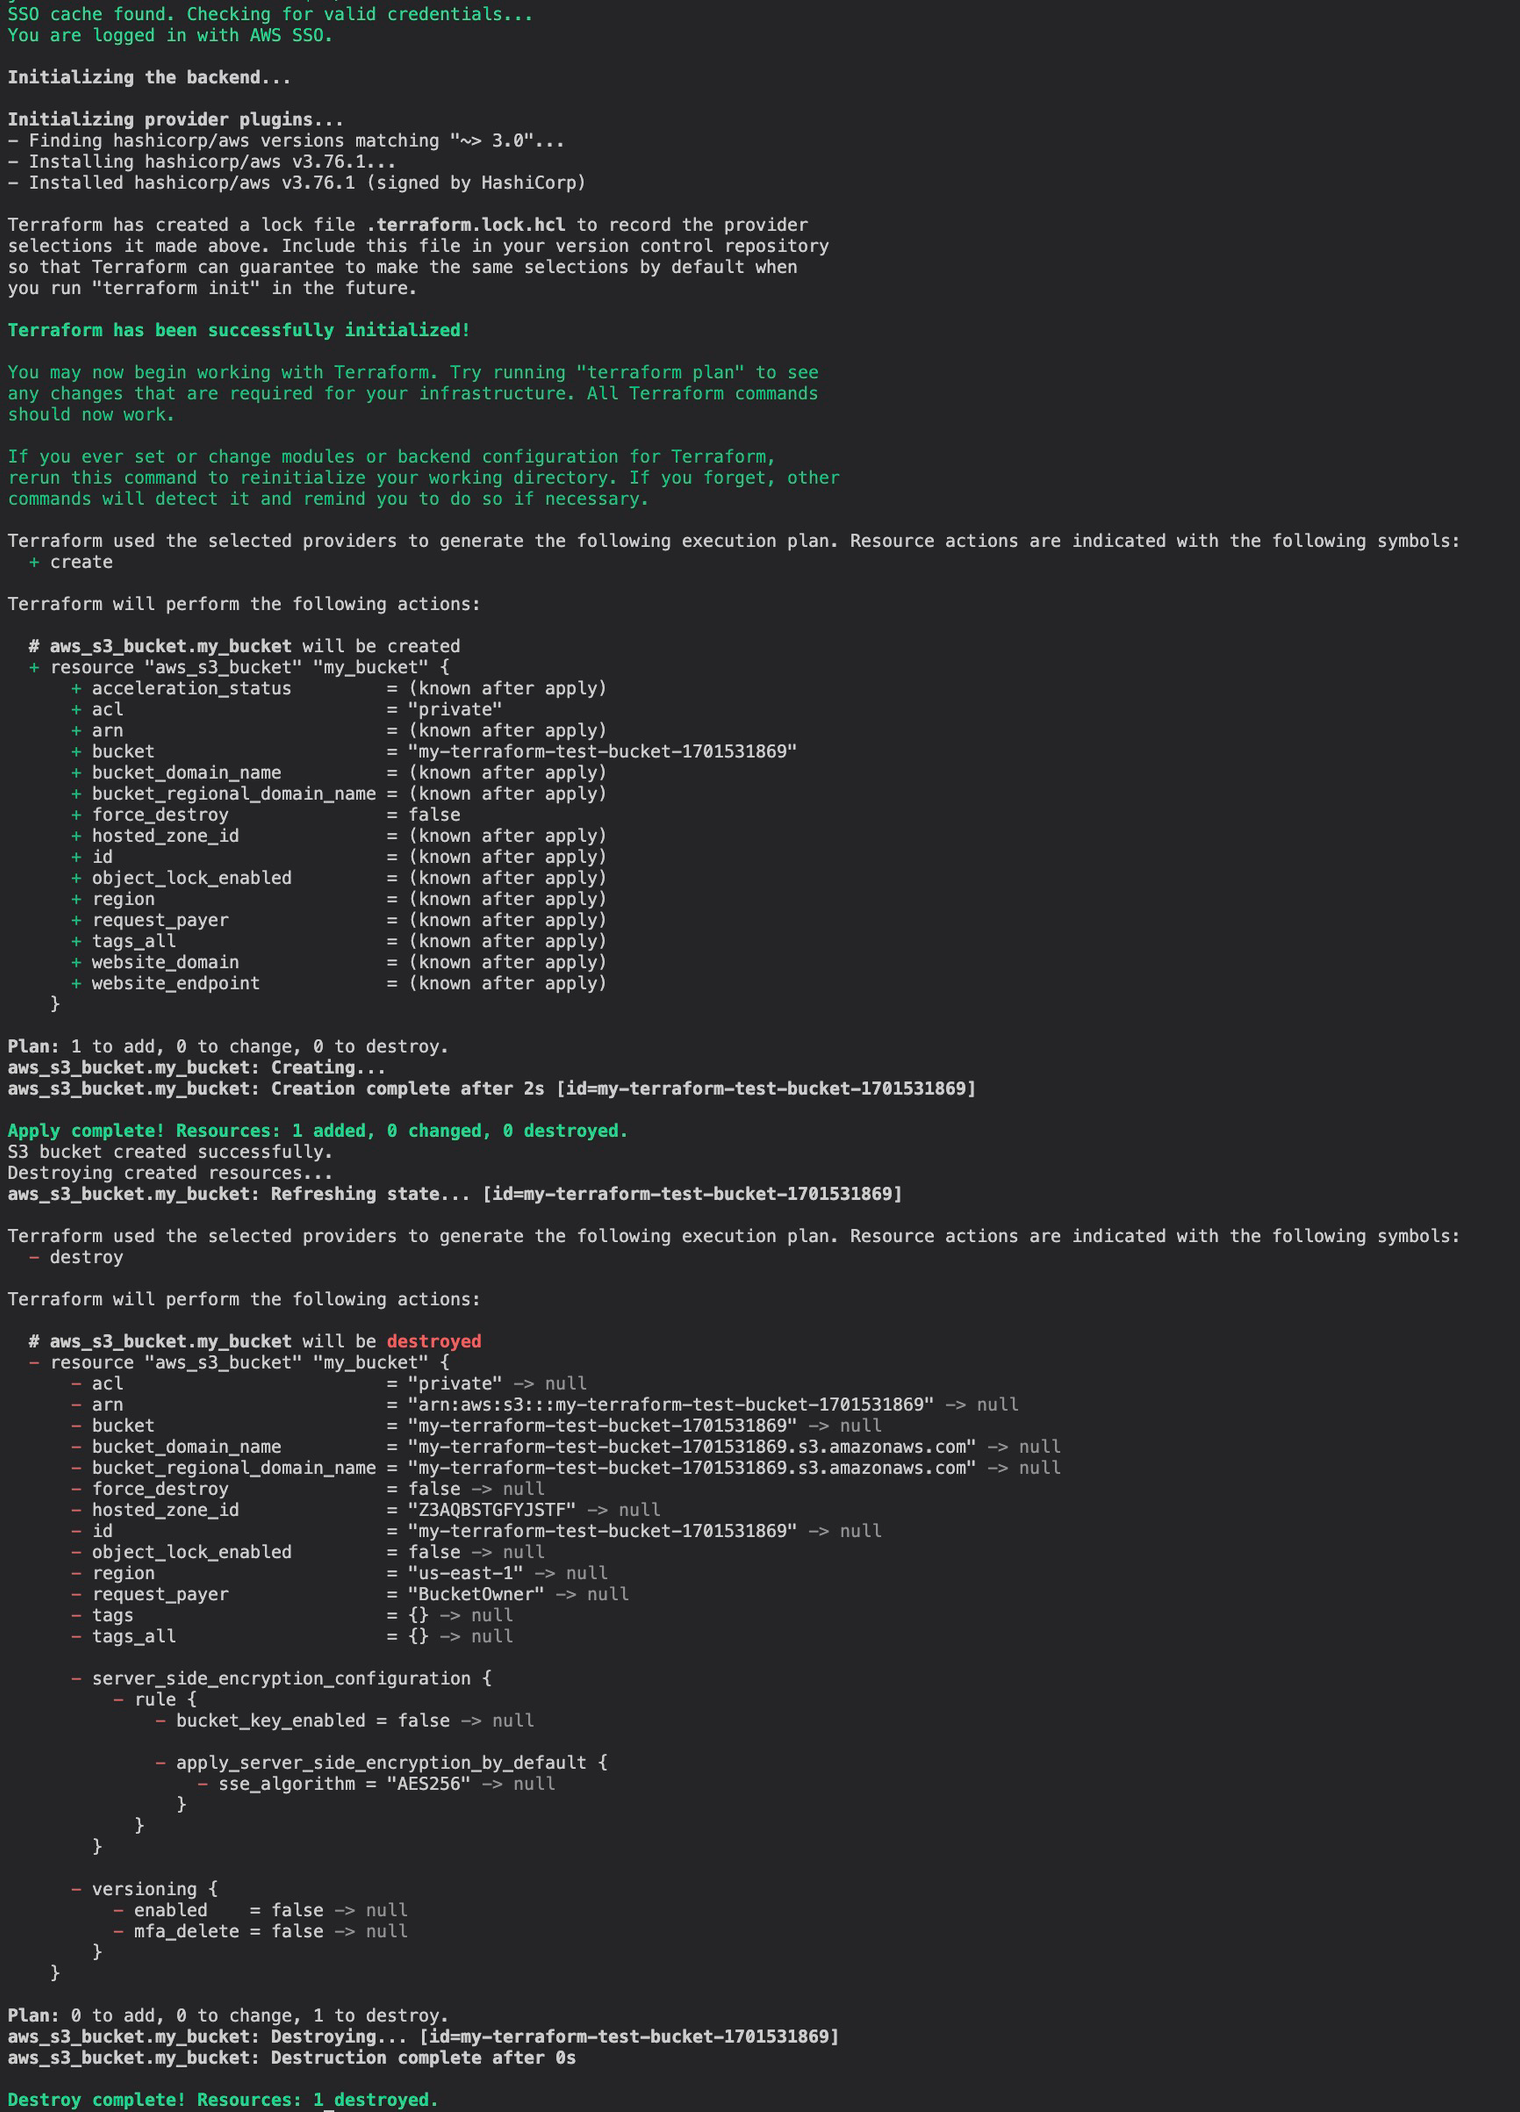 SSO cache found. Checking for valid credentials...
You are logged in with AWS SSO.

Initializing the backend...

Initializing provider plugins...
- Finding hashicorp/aws versions matching "~> 3.0"...
- Installing hashicorp/aws v3.76.1...
- Installed hashicorp/aws v3.76.1 (signed by HashiCorp)

Terraform has created a lock file .terraform.lock.hcl to record the provider
selections it made above. Include this file in your version control repository
so that Terraform can guarantee to make the same selections by default when
you run "terraform init" in the future.

Terraform has been successfully initialized!

You may now begin working with Terraform. Try running "terraform plan" to see
any changes that are required for your infrastructure. All Terraform commands
should now work.

If you ever set or change modules or backend configuration for Terraform,
rerun this command to reinitialize your working directory. If you forget, other
commands will detect it and remind you to do so if necessary.

Terraform used the selected providers to generate the following execution plan. Resource actions are indicated with the following symbols:
  + create

Terraform will perform the following actions:

  # aws_s3_bucket.my_bucket will be created
  + resource "aws_s3_bucket" "my_bucket" {
      + acceleration_status         = (known after apply)
      + acl                         = "private"
      + arn                         = (known after apply)
      + bucket                      = "my-terraform-test-bucket-1701531869"
      + bucket_domain_name          = (known after apply)
      + bucket_regional_domain_name = (known after apply)
      + force_destroy               = false
      + hosted_zone_id              = (known after apply)
      + id                          = (known after apply)
      + object_lock_enabled         = (known after apply)
      + region                      = (known after apply)
      + request_payer               = (known after apply)
      + tags_all                    = (known after apply)
      + website_domain              = (known after apply)
      + website_endpoint            = (known after apply)
    }

Plan: 1 to add, 0 to change, 0 to destroy.
aws_s3_bucket.my_bucket: Creating...
aws_s3_bucket.my_bucket: Creation complete after 2s [id=my-terraform-test-bucket-1701531869]

Apply complete! Resources: 1 added, 0 changed, 0 destroyed.
S3 bucket created successfully.
Destroying created resources...
aws_s3_bucket.my_bucket: Refreshing state... [id=my-terraform-test-bucket-1701531869]

Terraform used the selected providers to generate the following execution plan. Resource actions are indicated with the following symbols:
  - destroy

Terraform will perform the following actions:

  # aws_s3_bucket.my_bucket will be destroyed
  - resource "aws_s3_bucket" "my_bucket" {
      - acl                         = "private" -> null
      - arn                         = "arn:aws:s3:::my-terraform-test-bucket-1701531869" -> null
      - bucket                      = "my-terraform-test-bucket-1701531869" -> null
      - bucket_domain_name          = "my-terraform-test-bucket-1701531869.s3.amazonaws.com" -> null
      - bucket_regional_domain_name = "my-terraform-test-bucket-1701531869.s3.amazonaws.com" -> null
      - force_destroy               = false -> null
      - hosted_zone_id              = "Z3AQBSTGFYJSTF" -> null
      - id                          = "my-terraform-test-bucket-1701531869" -> null
      - object_lock_enabled         = false -> null
      - region                      = "us-east-1" -> null
      - request_payer               = "BucketOwner" -> null
      - tags                        = {} -> null
      - tags_all                    = {} -> null

      - server_side_encryption_configuration {
          - rule {
              - bucket_key_enabled = false -> null

              - apply_server_side_encryption_by_default {
                  - sse_algorithm = "AES256" -> null
                }
            }
        }

      - versioning {
          - enabled    = false -> null
          - mfa_delete = false -> null
        }
    }

Plan: 0 to add, 0 to change, 1 to destroy.
aws_s3_bucket.my_bucket: Destroying... [id=my-terraform-test-bucket-1701531869]
aws_s3_bucket.my_bucket: Destruction complete after 0s

Destroy complete! Resources: 1 destroyed.